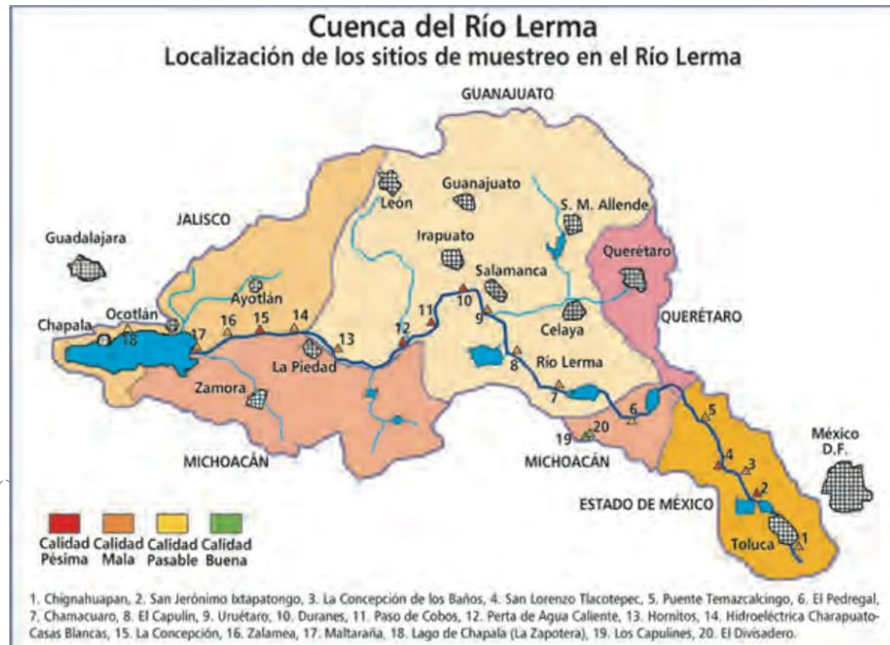 Cuenca del Río Lerma
Localización de los sitios de muestreo en el Río Lerma
GUANAJUATO
León
Guanajuato
S. M. Allende
JALISCO
Guadalajara
Irapuato
Querétaro
Salamanca
Ayotlán
Ocotlán
10
Chapala
18
17
16
15
14
11
9
Celaya
QUERÉTARO
13
12
La Piedad
8
Río Lerma
Zamora
7
6
5
México
D.F.
20
19
MICHOACÁN
MICHOACÁN
4
3
ESTADO DE MÉXICO
2
Toluca
1
Calidad Calidad Calidad Calidad
Pésima Mala Pasable Buena
1. Chignahuapan, 2. San Jerónimo Ixtapatongo, 3. La Concepción de los Baños, 4. San Lorenzo Tlacotepec, 5. Puente Temazcalcingo, 6. El Pedregal,
7. Chamacuaro, 8. El Capulín, 9. Uruétaro, 10. Duranes, 11. Paso de Cobos, 12. Perta de Agua Caliente, 13. Hornitos, 14. Hidroeléctrica Charapuato-
Casas Blancas, 15. La Concepción, 16. Zalamea, 17. Maltaraña, 18. Lago de Chapala (La Zapotera), 19. Los Capulines, 20. El Divisadero.